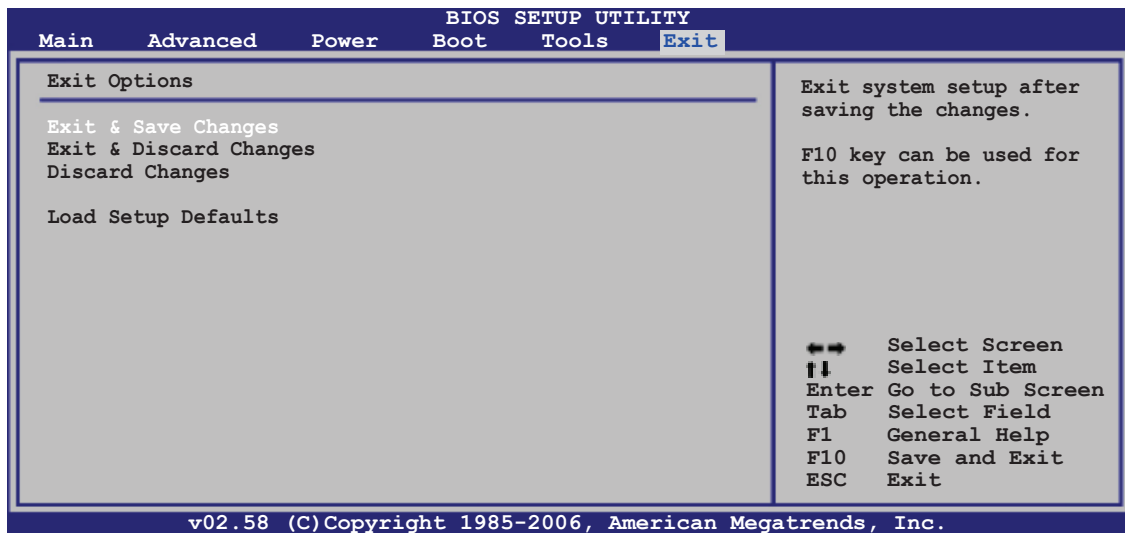 BIOS SETUP UTILITY
Main Advanced Power Boot Tools Exit
Exit Options
Exit & Save Changes
Exit & Discard Changes
Discard Changes
Load Setup Defaults
Exit system setup after
saving the changes.
F10 key can be used for
this operation.
←→ Select Screen
↑↓ Select Item
Enter Go to Sub Screen
Tab Select Field
F1 General Help
F10 Save and Exit
ESC Exit
v02.58 (C)Copyright 1985-2006, American Megatrends, Inc.